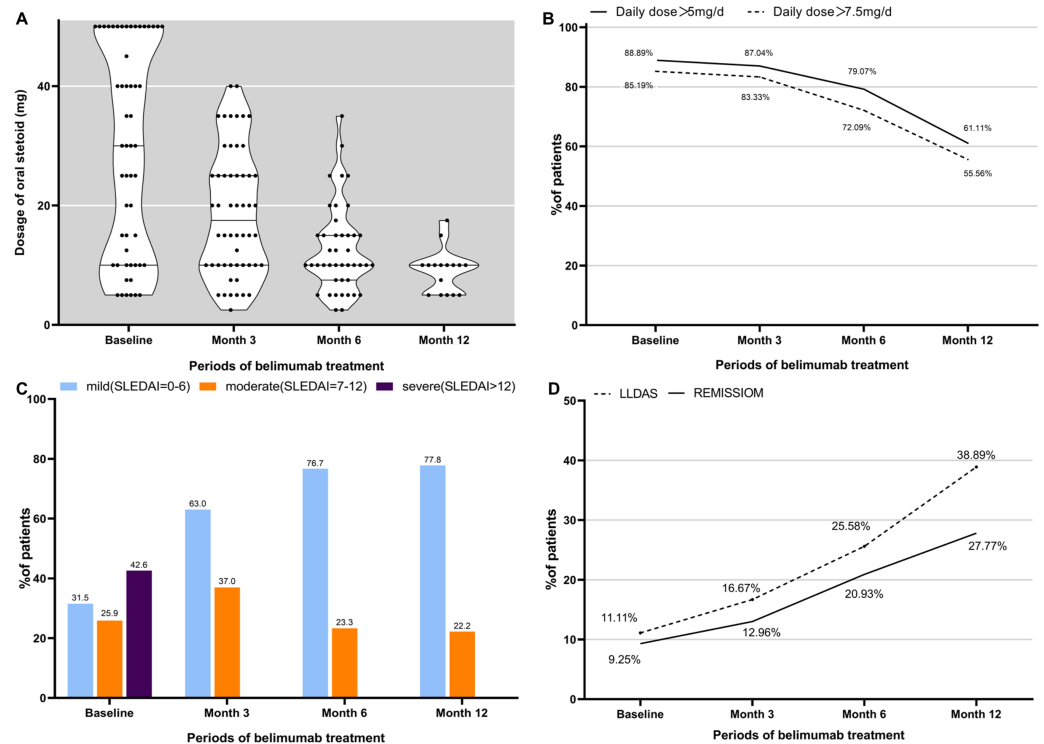 A
Dosage of oral stetoid (mg)
40
20
0
Baseline
Month 3
Month 6
Month 12
Periods of belimumab treatment
B
Daily dose>5mg/d
Daily dose>7.5mg/d
%of patients
100
80
60
40
20
0
88.89%
87.04%
79.07%
61.11%
85.19%
83.33%
72.09%
55.56%
Baseline
Month 3
Month 6
Month 12
Periods of belimumab treatment
C
mild(SLEDAI=0-6)
moderate(SLEDAI=7-12)
severe(SLEDAI>12)
%of patients
100
80
60
40
20
0
31.5
25.9
42.6
63.0
37.0
76.7
23.3
77.8
22.2
Baseline
Month 3
Month 6
Month 12
Periods of belimumab treatment
D
LLDAS
REMISSIOM
%of patients
50
40
30
20
10
0
11.11%
16.67%
25.58%
38.89%
9.25%
12.96%
20.93%
27.77%
Baseline
Month 3
Month 6
Month 12
Periods of belimumab treatment